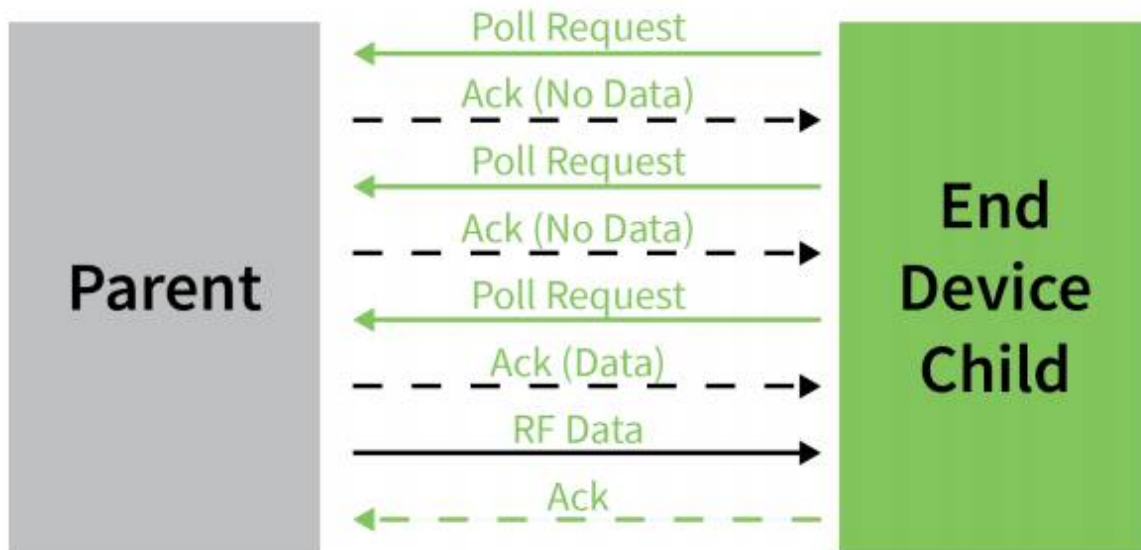 Poll Request
Ack (No Data)
Poll Request
Ack (No Data)
Poll Request
Ack (Data)
RF Data
Ack
Parent
End
Device
Child